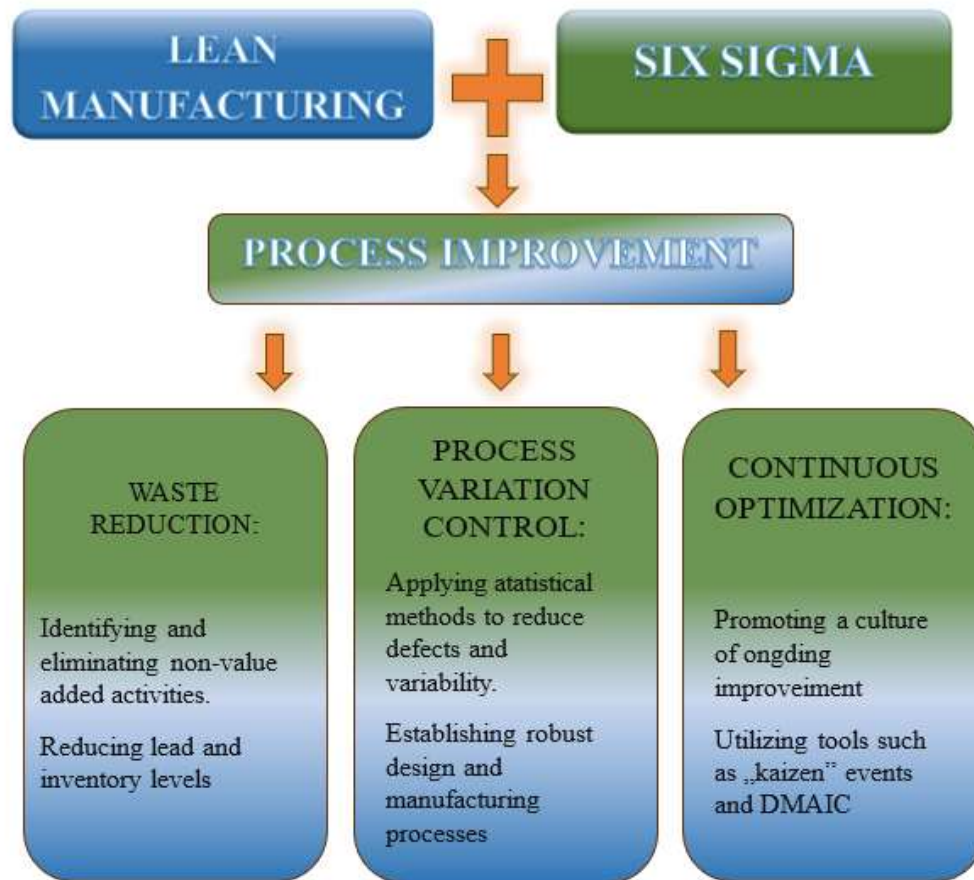 LEAN
MANUFACTURING
SIX SIGMA
PROCESS IMPROVEMENT
WASTE
REDUCTION:
Identifying and
eliminating non-value
added activities.
Reducing lead and
inventory levels
PROCESS
VARIATION
CONTROL:
Applying atatistical
methods to reduce
defects and
variability.
Establishing robust
design and
manufacturing
processes
CONTINUOUS
OPTIMIZATION:
Promoting a culture
of ongding
improveiment
Utilizing tools such
as „kaizen” events
and DMAIC